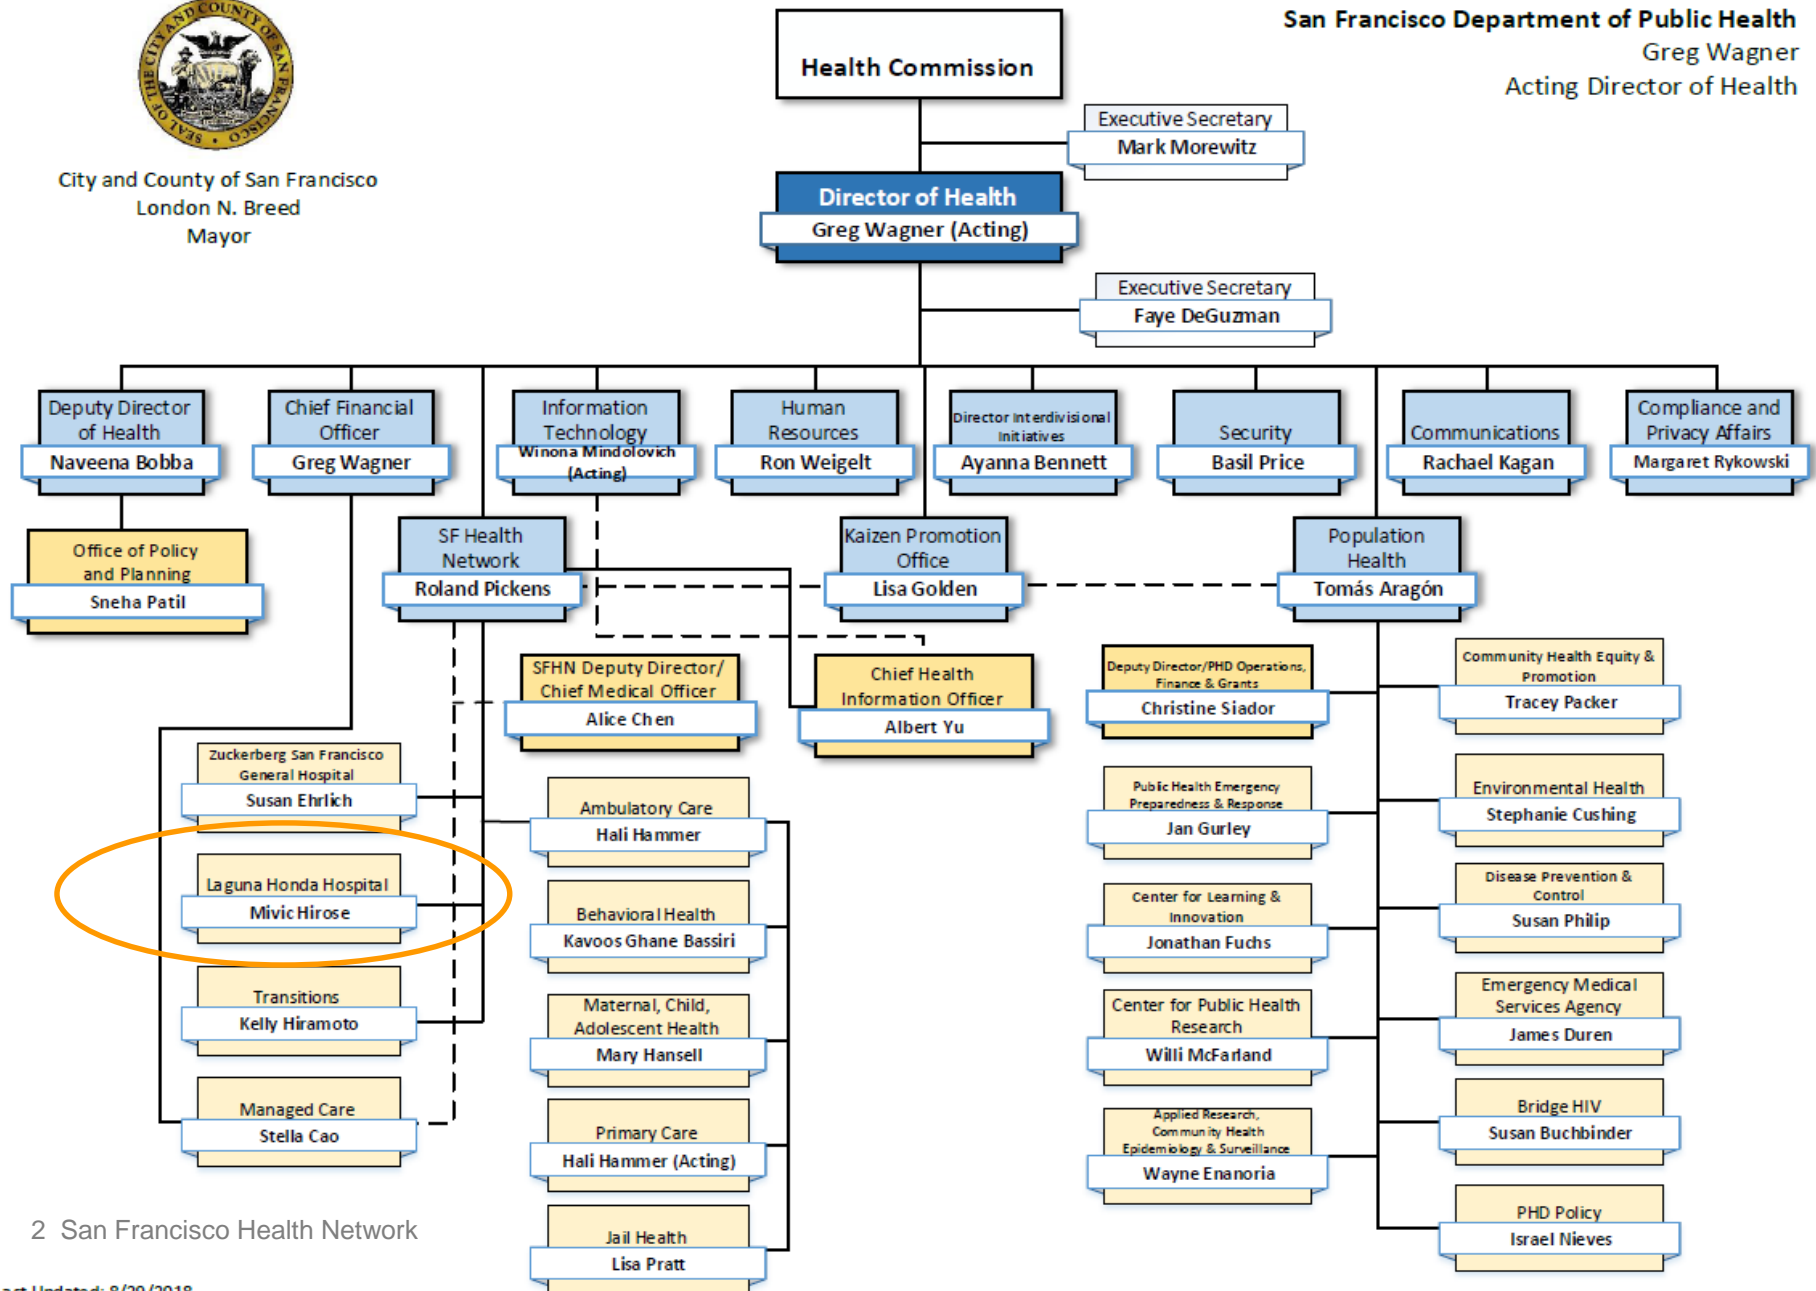 SEAL OF THE CITY AND COUNTY OF SAN FRANCISCO
City and County of San Francisco
London N. Breed
Mayor
San Francisco Department of Public Health
Greg Wagner
Acting Director of Health
Health Commission
Executive Secretary
Mark Morewitz
Director of Health
Greg Wagner (Acting)
Executive Secretary
Faye DeGuzman
Deputy Director
of Health
Naveena Bobba
Chief Financial
Officer
Greg Wagner
Information
Technology
Winona Mindolovich
(Acting)
Human
Resources
Ron Weigelt
Director Interdivisional
Initiatives
Ayanna Bennett
Security
Basil Price
Communications
Rachael Kagan
Compliance and
Privacy Affairs
Margaret Rykowski
Office of Policy
and Planning
Sneha Patil
SF Health
Network
Roland Pickens
Kaizen Promotion
Office
Lisa Golden
Population
Health
Tomás Aragón
SFHN Deputy Director/
Chief Medical Officer
Alice Chen
Chief Health
Information Officer
Albert Yu
Deputy Director/PHD Operations,
Finance & Grants
Christine Siador
Community Health Equity &
Promotion
Tracey Packer
Zuckerberg San Francisco
General Hospital
Susan Ehrlich
Ambulatory Care
Hali Hammer
Public Health Emergency
Preparedness & Response
Jan Gurley
Environmental Health
Stephanie Cushing
Laguna Honda Hospital
Mivic Hirose
Behavioral Health
Kavoos Ghane Bassiri
Center for Learning &
Innovation
Jonathan Fuchs
Disease Prevention &
Control
Susan Philip
Transitions
Kelly Hiramoto
Maternal, Child,
Adolescent Health
Mary Hansell
Center for Public Health
Research
Willi McFarland
Emergency Medical
Services Agency
James Duren
Managed Care
Stella Cao
Primary Care
Hali Hammer (Acting)
Applied Research,
Community Health
Epidemiology & Surveillance
Wayne Enanoria
Bridge HIV
Susan Buchbinder
Jail Health
Lisa Pratt
PHD Policy
Israel Nieves
2 San Francisco Health Network
Updated: 8/29/2018